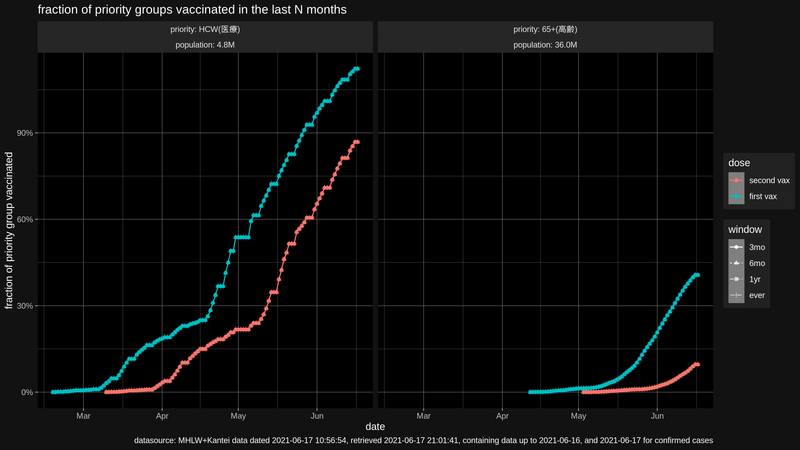 fraction of priority groups vaccinated in the last N months
priority: HCW(医療)
population: 4.8M
priority: 65+(高齢)
population: 36.0M
fraction of priority group vaccinated
90%
60%
30%
0%
Mar
Apr
May
Jun
Mar
Apr
May
Jun
date
dose
second vax
first vax
window
3mo
6mo
1yr
ever
datasource: MHLW+Kantei data dated 2021-06-17 10:56:54, retrieved 2021-06-17 21:01:41, containing data up to 2021-06-16, and 2021-06-17 for confirmed cases